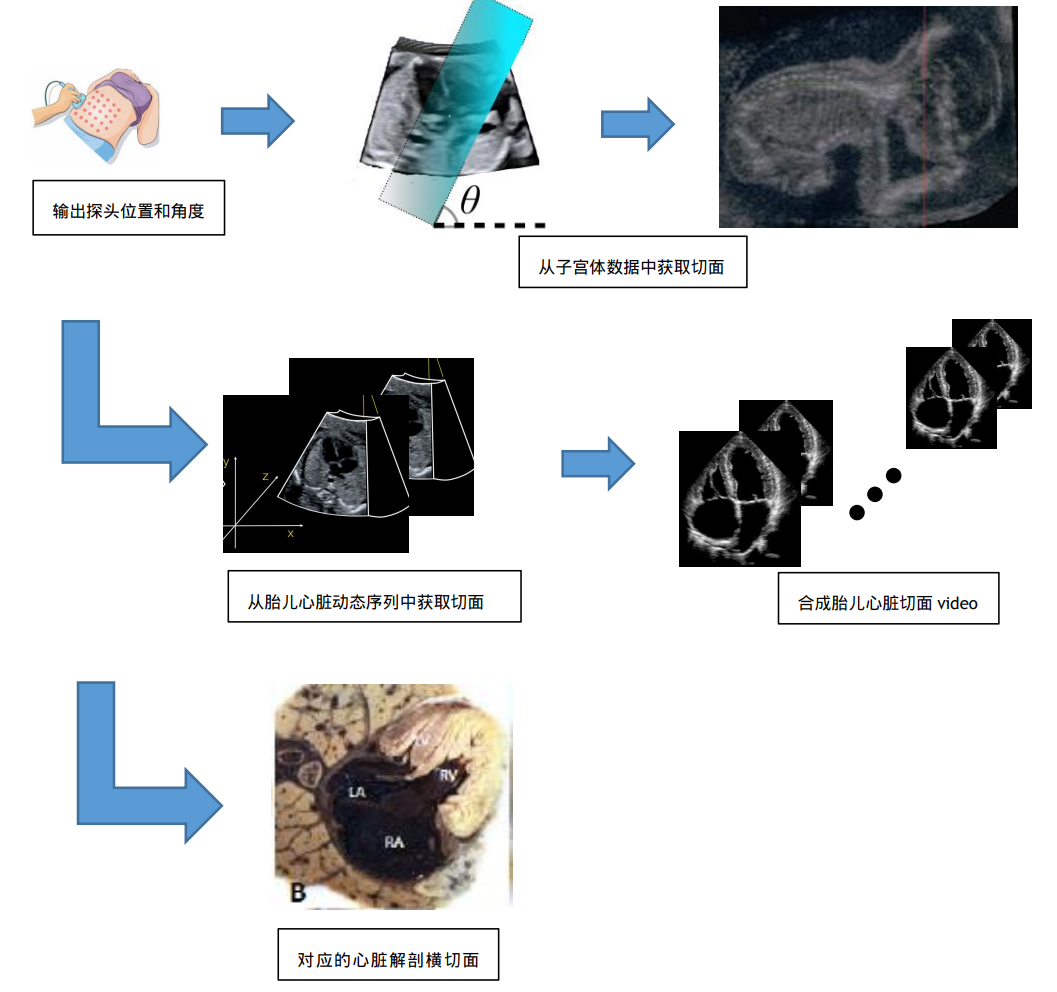 θ
输出探头位置和角度
从子宫体数据中获取切面
y
z
x
从胎儿心脏动态序列中获取切面
合成胎儿心脏切面 video
LV
RV
LA
RA
B
对应的心脏解剖横切面